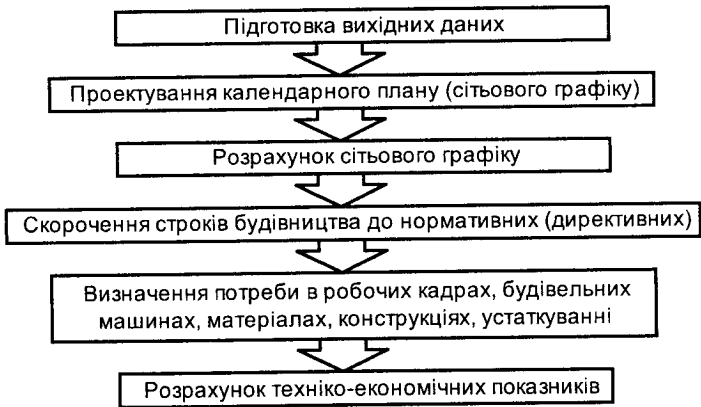 Підготовка вихідних даних
Проектування календарного плану (сітьового графіку)
Розрахунок сітьового графіку
Скорочення строків будівництва до нормативних (директивних)
Визначення потреби в робочих кадрах, будівельних
машинах, матеріалах, конструкціях, устаткуванні
Розрахунок техніко-економічних показників